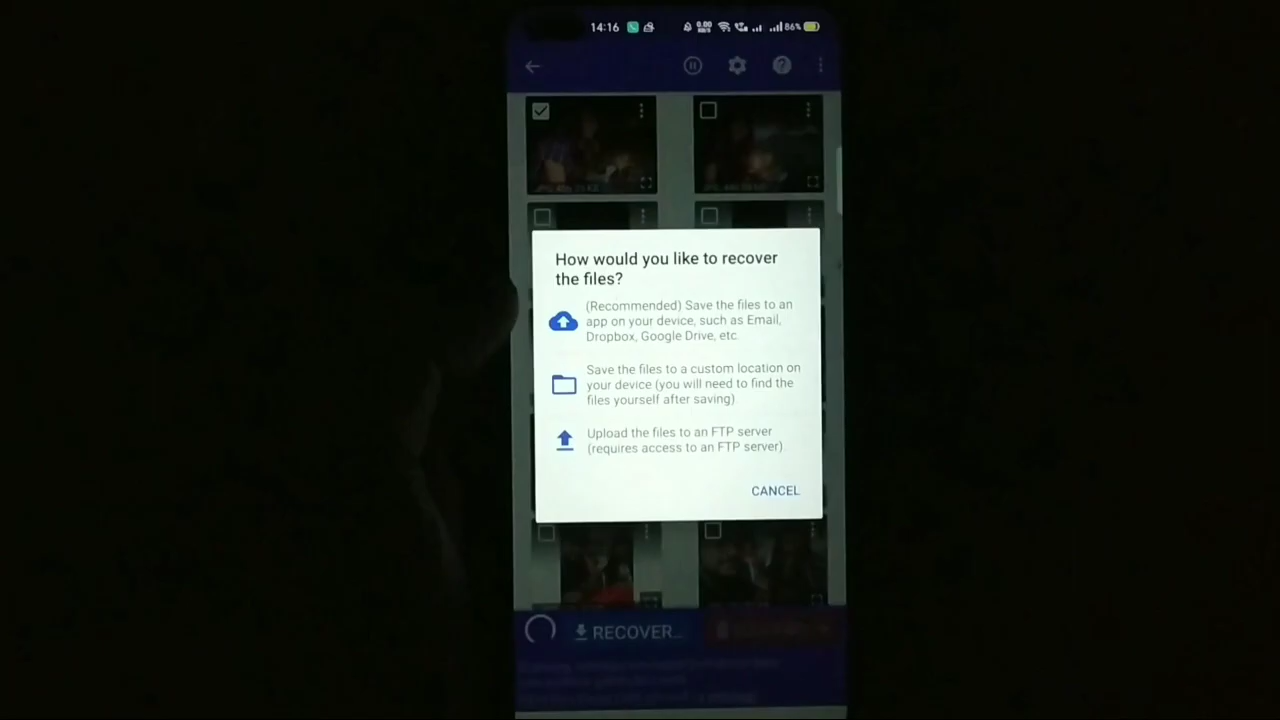 14:16
0.00
86%
How would you like to recover
the files?
(Recommended) Save the files to an
app on your device, such as Email,
Dropbox, Google Drive, etc.
Save the files to a custom location on
your device (you will need to find the
files yourself after saving).
Upload the files to an FTP server
(requires access to an FTP server).
CANCEL
RECOVER...